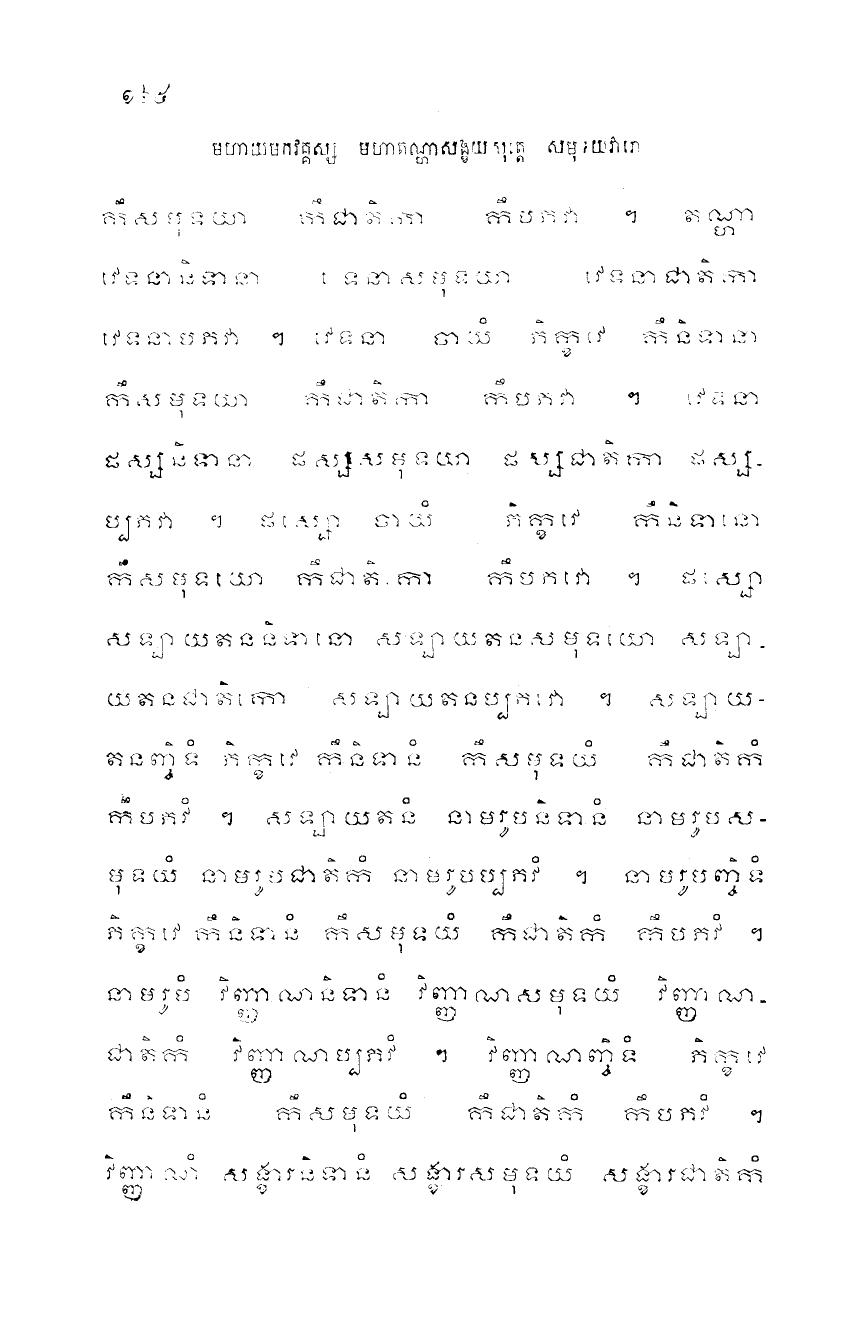 មហាយមកវគ្គស្ស មហាតណ្ហាសង្ខយសុត្តេ សមុទយវារោ
កឹសមុទយា កឹជាតិកា កឹបភវា ។ តណ្ហា
វេទនានិទានា វេទនាសមុទយា វេទនាជាតិកា
វេទនាបភវា ។ វេទនា ចាយំ ភិក្ខវេ កឹនិទានា
កឹសមុទយា កឹជាតិកា កឹបភវា ។ វេទនា
ផស្សនិទានា ផស្សសមុទយា ផស្សជាតិកា ផស្ស-
ប្បភវា ។ ផស្សោ ចាយំ ភិក្ខវេ កឹនិទានោ
កឹសមុទយោ កឹជាតិកោ កឹបភវោ ។ ផស្សោ
សឡាយតននិទានោ សឡាយតនសមុទយោ សឡា-
យតនជាតិកោ សឡាយតនប្បភវោ ។ សឡាយ-
តនញ្ចិទំ ភិក្ខវេ កឹនិទានំ កឹសមុទយំ កឹជាតិកំ
កឹបភវំ ។ សឡាយតនំ នាមរូបនិទានំ នាមរូបស-
មុទយំ នាមរូបជាតិកំ នាមរូបប្បភវំ ។ នាមរូបញ្ចិទំ
ភិក្ខវេ កឹនិទានំ កឹសមុទយំ កឹជាតិកំ កឹបភវំ ។
នាមរូបំ វិញ្ញាណនិទានំ វិញ្ញាណសមុទយំ វិញ្ញាណ-
ជាតិកំ វិញ្ញាណប្បភវំ ។ វិញ្ញាណញ្ចិទំ ភិក្ខវេ
កឹនិទានំ កឹសមុទយំ កឹជាតិកំ កឹបភវំ ។
វិញ្ញាណំ សង្ខារនិទានំ សង្ខារសមុទយំ សង្ខារជាតិកំ